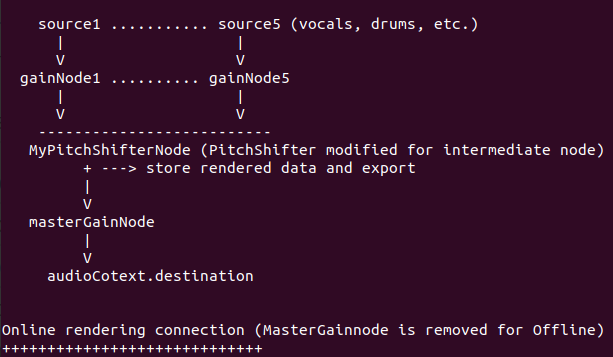 source1 ........... source5 (vocals, drums, etc.)
| |
V V
gainNode1 .......... gainNode5
| |
V V
--------------------------
MyPitchShifterNode (PitchShifter modified for intermediate node)
+ ---> store rendered data and export
|
V
masterGainNode
|
V
audioCotext.destination
Online rendering connection (MasterGainnode is removed for Offline)
+++++++++++++++++++++++++++++